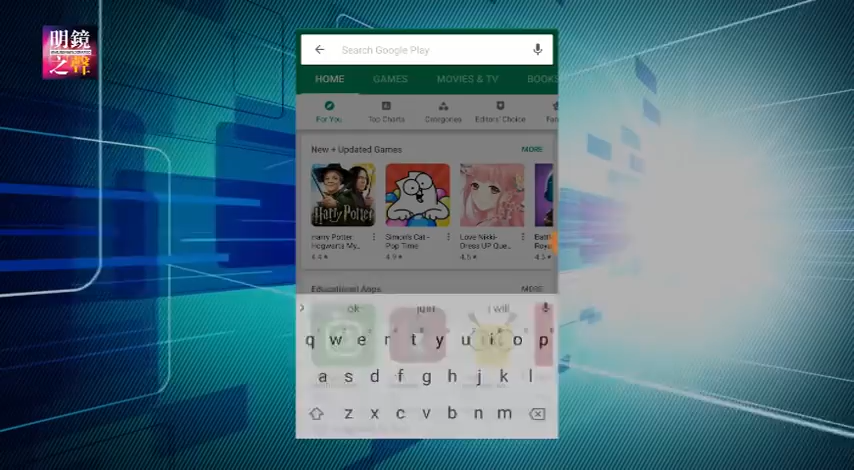 明鏡
之聲
Search Google Play
HOME GAMES MOVIES & TV BOOKS
For You Top Charts Categories Editors' Choice
New + Updated Games MORE
Harry Potter
Harry Potter: Simon's Cat - Love Nikki-
Hogwarts My... Pop Time Dress UP Que...
4.4★ 4.9★ 4.5★ 4.5★
Educational Apps MORE
ok just i will
q w e r t y u i o p
a s d f g h j k l
z x c v b n m